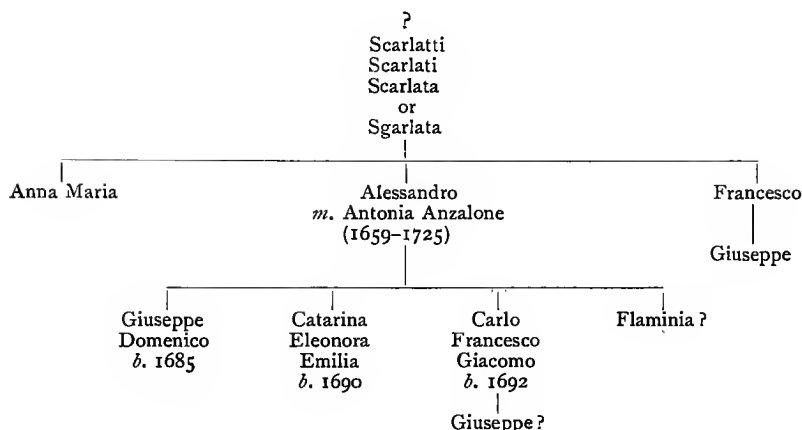 ?
Scarlatti
Scarlati
Scarlata
or
Sgarlata
Anna Maria
Alessandro
m. Antonia Anzalone
(1659–1725)
Francesco
Giuseppe
Giuseppe
Domenico
b. 1685
Catarina
Eleonora
Emilia
b. 1690
Carlo
Francesco
Giacomo
b. 1692
Giuseppe?
Flaminia?